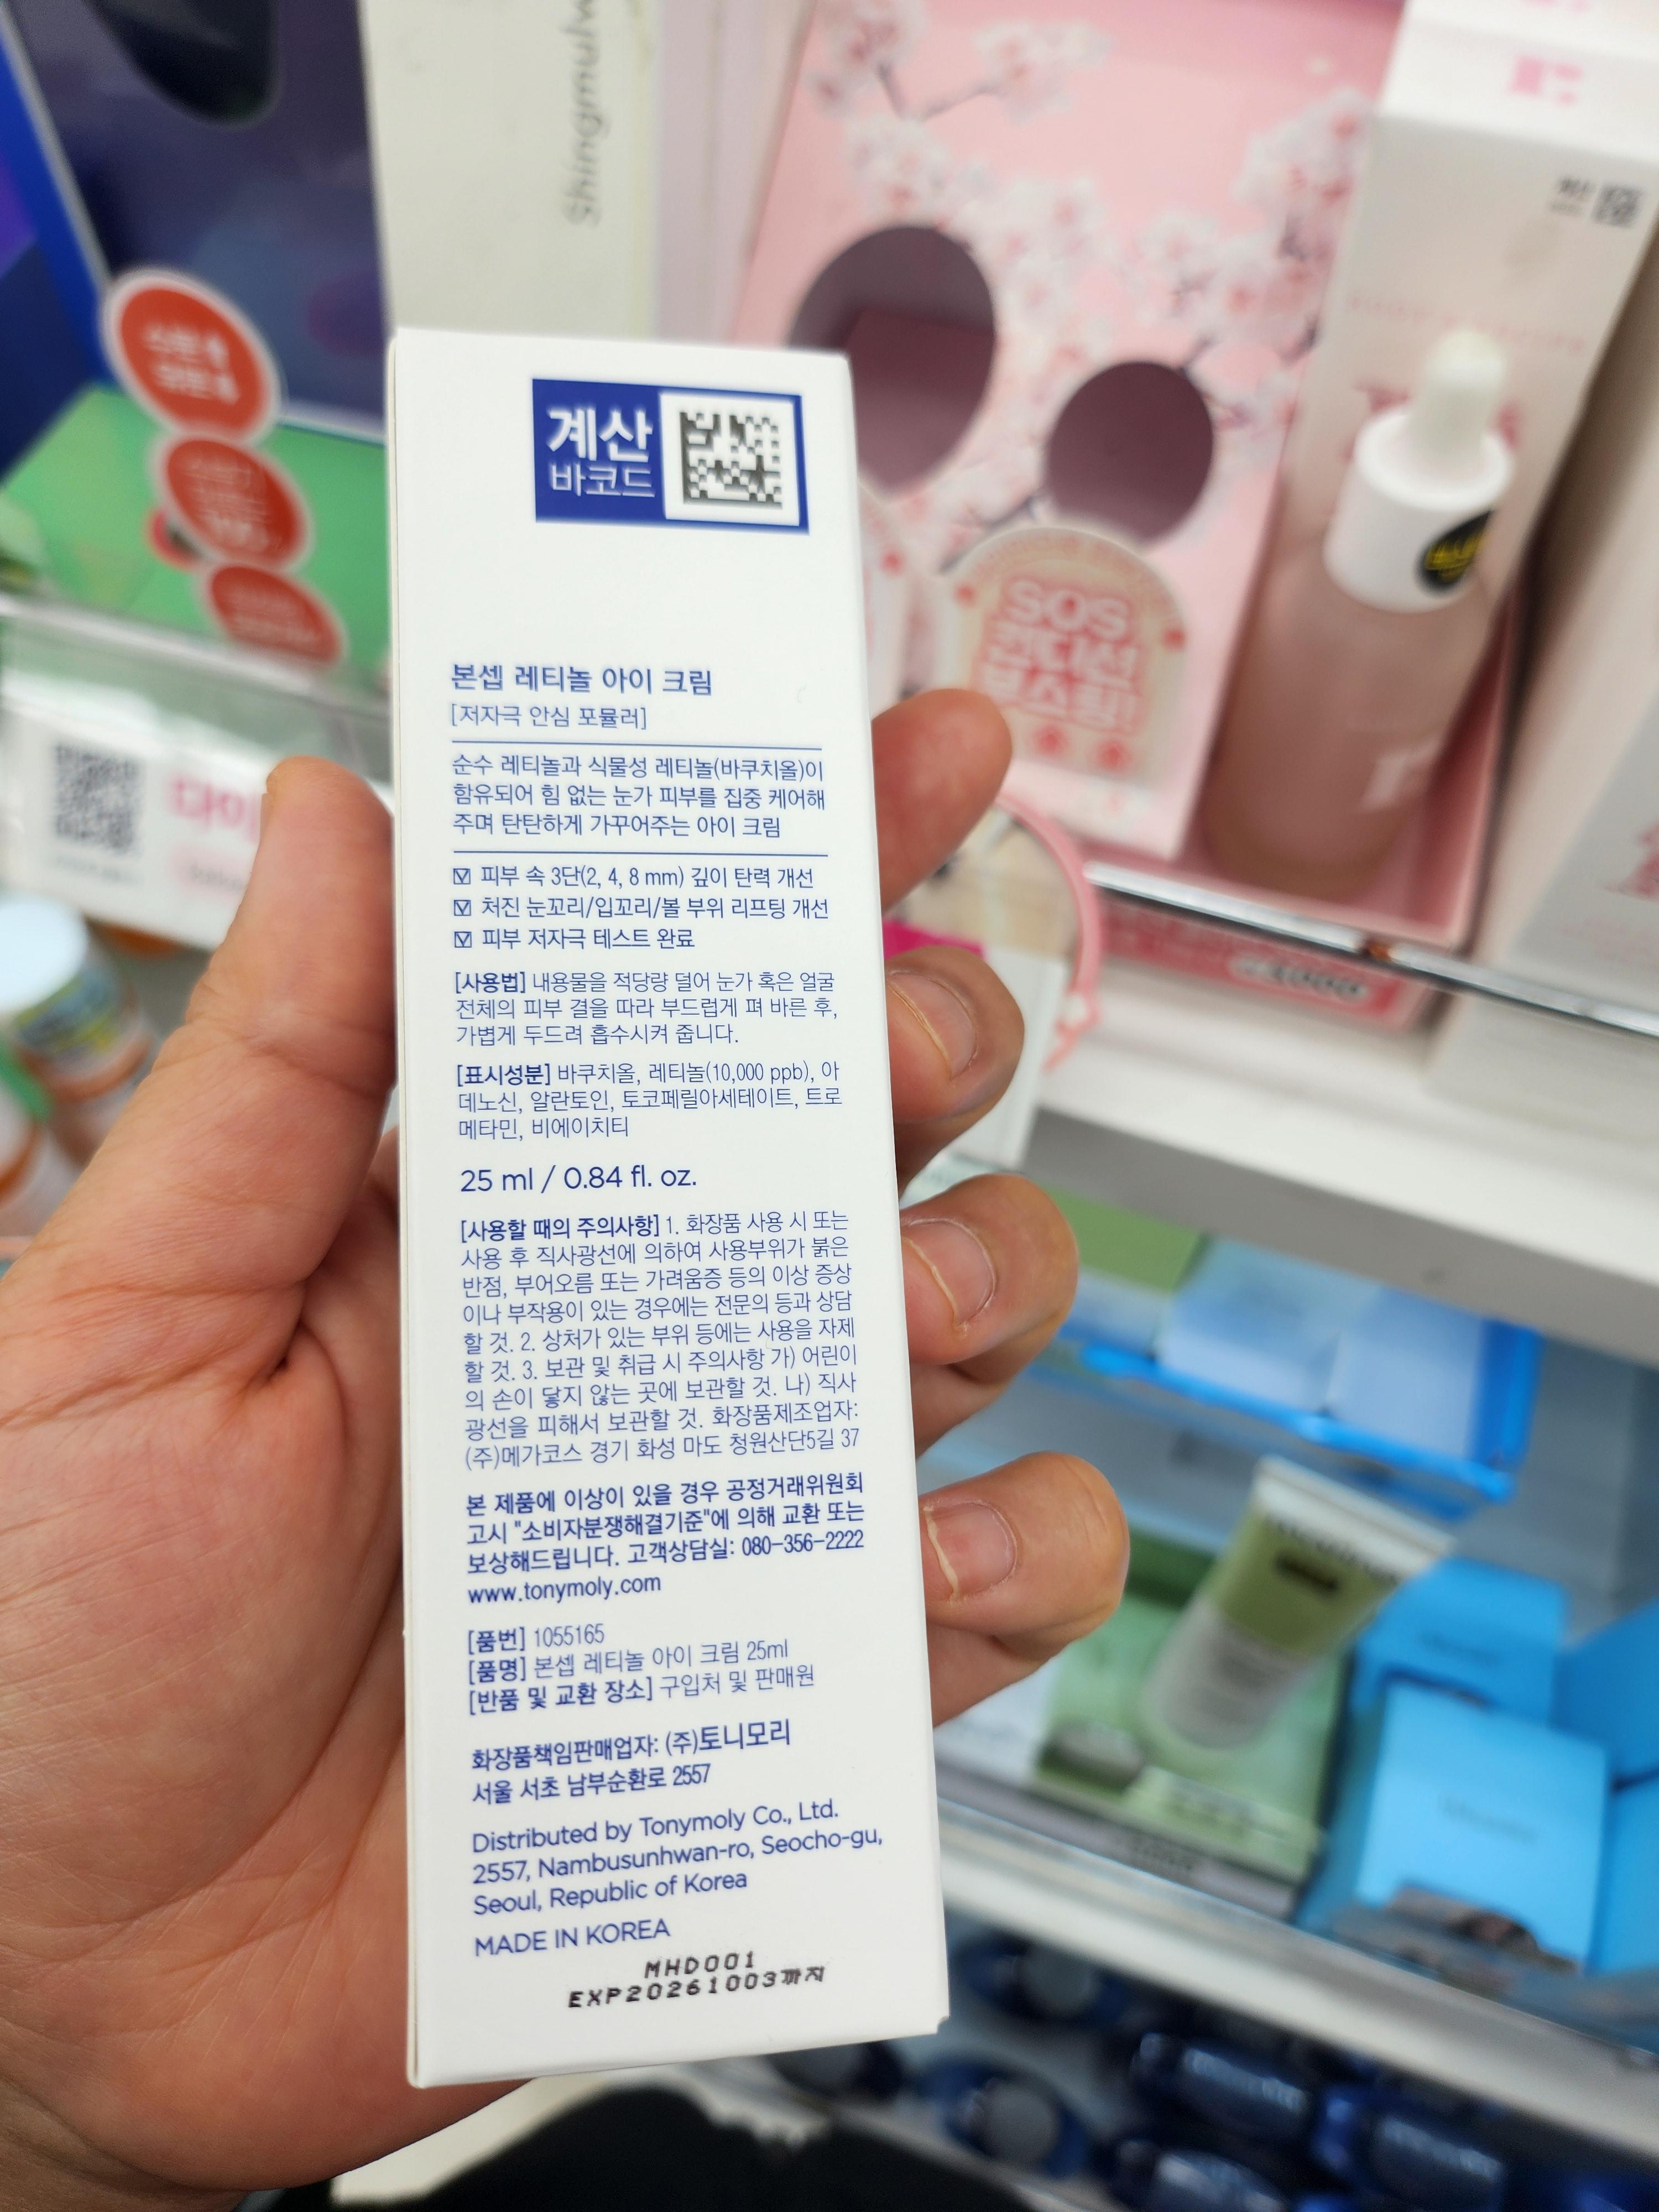 Shingmulwon
계산
바코드
본셉 레티놀 아이 크림
[저자극 안심 포뮬러]
순수 레티놀과 식물성 레티놀(바쿠치올)이
함유되어 힘 없는 눈가 피부를 집중 케어해
주며 탄탄하게 가꾸어주는 아이 크림
피부 속 3단(2, 4, 8 mm) 깊이 탄력 개선
처진 눈꼬리/입꼬리/볼 부위 리프팅 개선
피부 저자극 테스트 완료
[사용법] 내용물을 적당량 덜어 눈가 혹은 얼굴
전체의 피부 결을 따라 부드럽게 펴 바른 후,
가볍게 두드려 흡수시켜 줍니다.
[표시성분] 바쿠치올, 레티놀(10,000 ppb), 아
데노신, 알란토인, 토코페릴아세테이트, 트로
메타민, 비에이치티
25 ml / 0.84 fl. oz.
[사용할 때의 주의사항] 1. 화장품 사용 시 또는
사용 후 직사광선에 의하여 사용부위가 붉은
반점, 부어오름 또는 가려움증 등의 이상 증상
이나 부작용이 있는 경우에는 전문의 등과 상담
할 것. 2. 상처가 있는 부위 등에는 사용을 자제
할 것. 3. 보관 및 취급 시 주의사항 가) 어린이
의 손이 닿지 않는 곳에 보관할 것. 나) 직사
광선을 피해서 보관할 것. 화장품제조업자:
(주)메가코스 경기 화성 마도 청원산단5길 37
본 제품에 이상이 있을 경우 공정거래위원회
고시 "소비자분쟁해결기준"에 의해 교환 또는
보상해드립니다. 고객상담실: 080-356-2222
www.tonymoly.com
[품번] 1055165
[품명] 본셉 레티놀 아이 크림 25ml
[반품 및 교환 장소] 구입처 및 판매원
화장품책임판매업자: (주)토니모리
서울 서초 남부순환로 2557
Distributed by Tonymoly Co., Ltd.
2557, Nambusunhwan-ro, Seocho-gu,
Seoul, Republic of Korea
MADE IN KOREA
MHD001
EXP20261003까지
SOS
컨디션
부스팅!